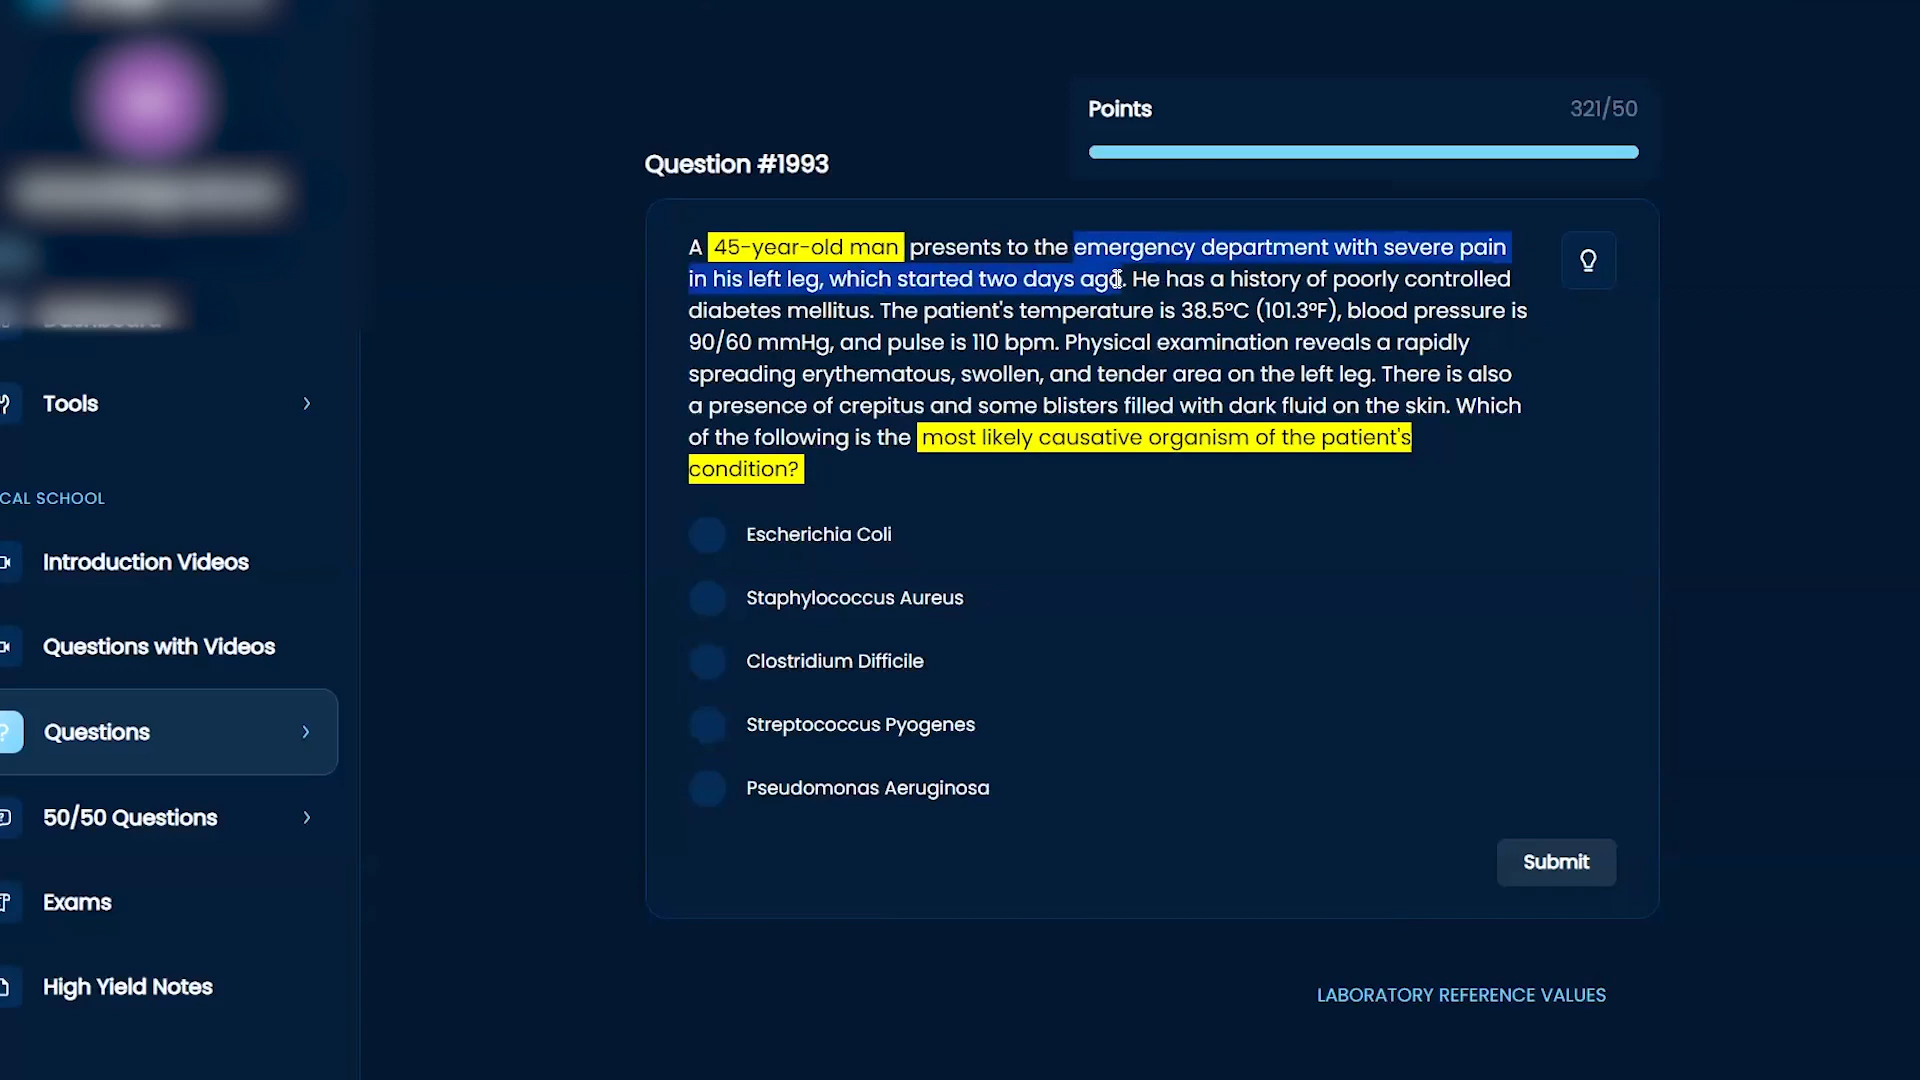 Points
321/50
Question #1993
A 45-year-old man presents to the emergency department with severe pain
in his left leg, which started two days ago. He has a history of poorly controlled
diabetes mellitus. The patient's temperature is 38.5°C (101.3°F), blood pressure is
90/60 mmHg, and pulse is 110 bpm. Physical examination reveals a rapidly
spreading erythematous, swollen, and tender area on the left leg. There is also
a presence of crepitus and some blisters filled with dark fluid on the skin. Which
of the following is the most likely causative organism of the patient's
condition?
Escherichia Coli
Staphylococcus Aureus
Clostridium Difficile
Streptococcus Pyogenes
Pseudomonas Aeruginosa
Submit
LABORATORY REFERENCE VALUES
Tools
CAL SCHOOL
Introduction Videos
Questions with Videos
Questions
50/50 Questions
Exams
High Yield Notes